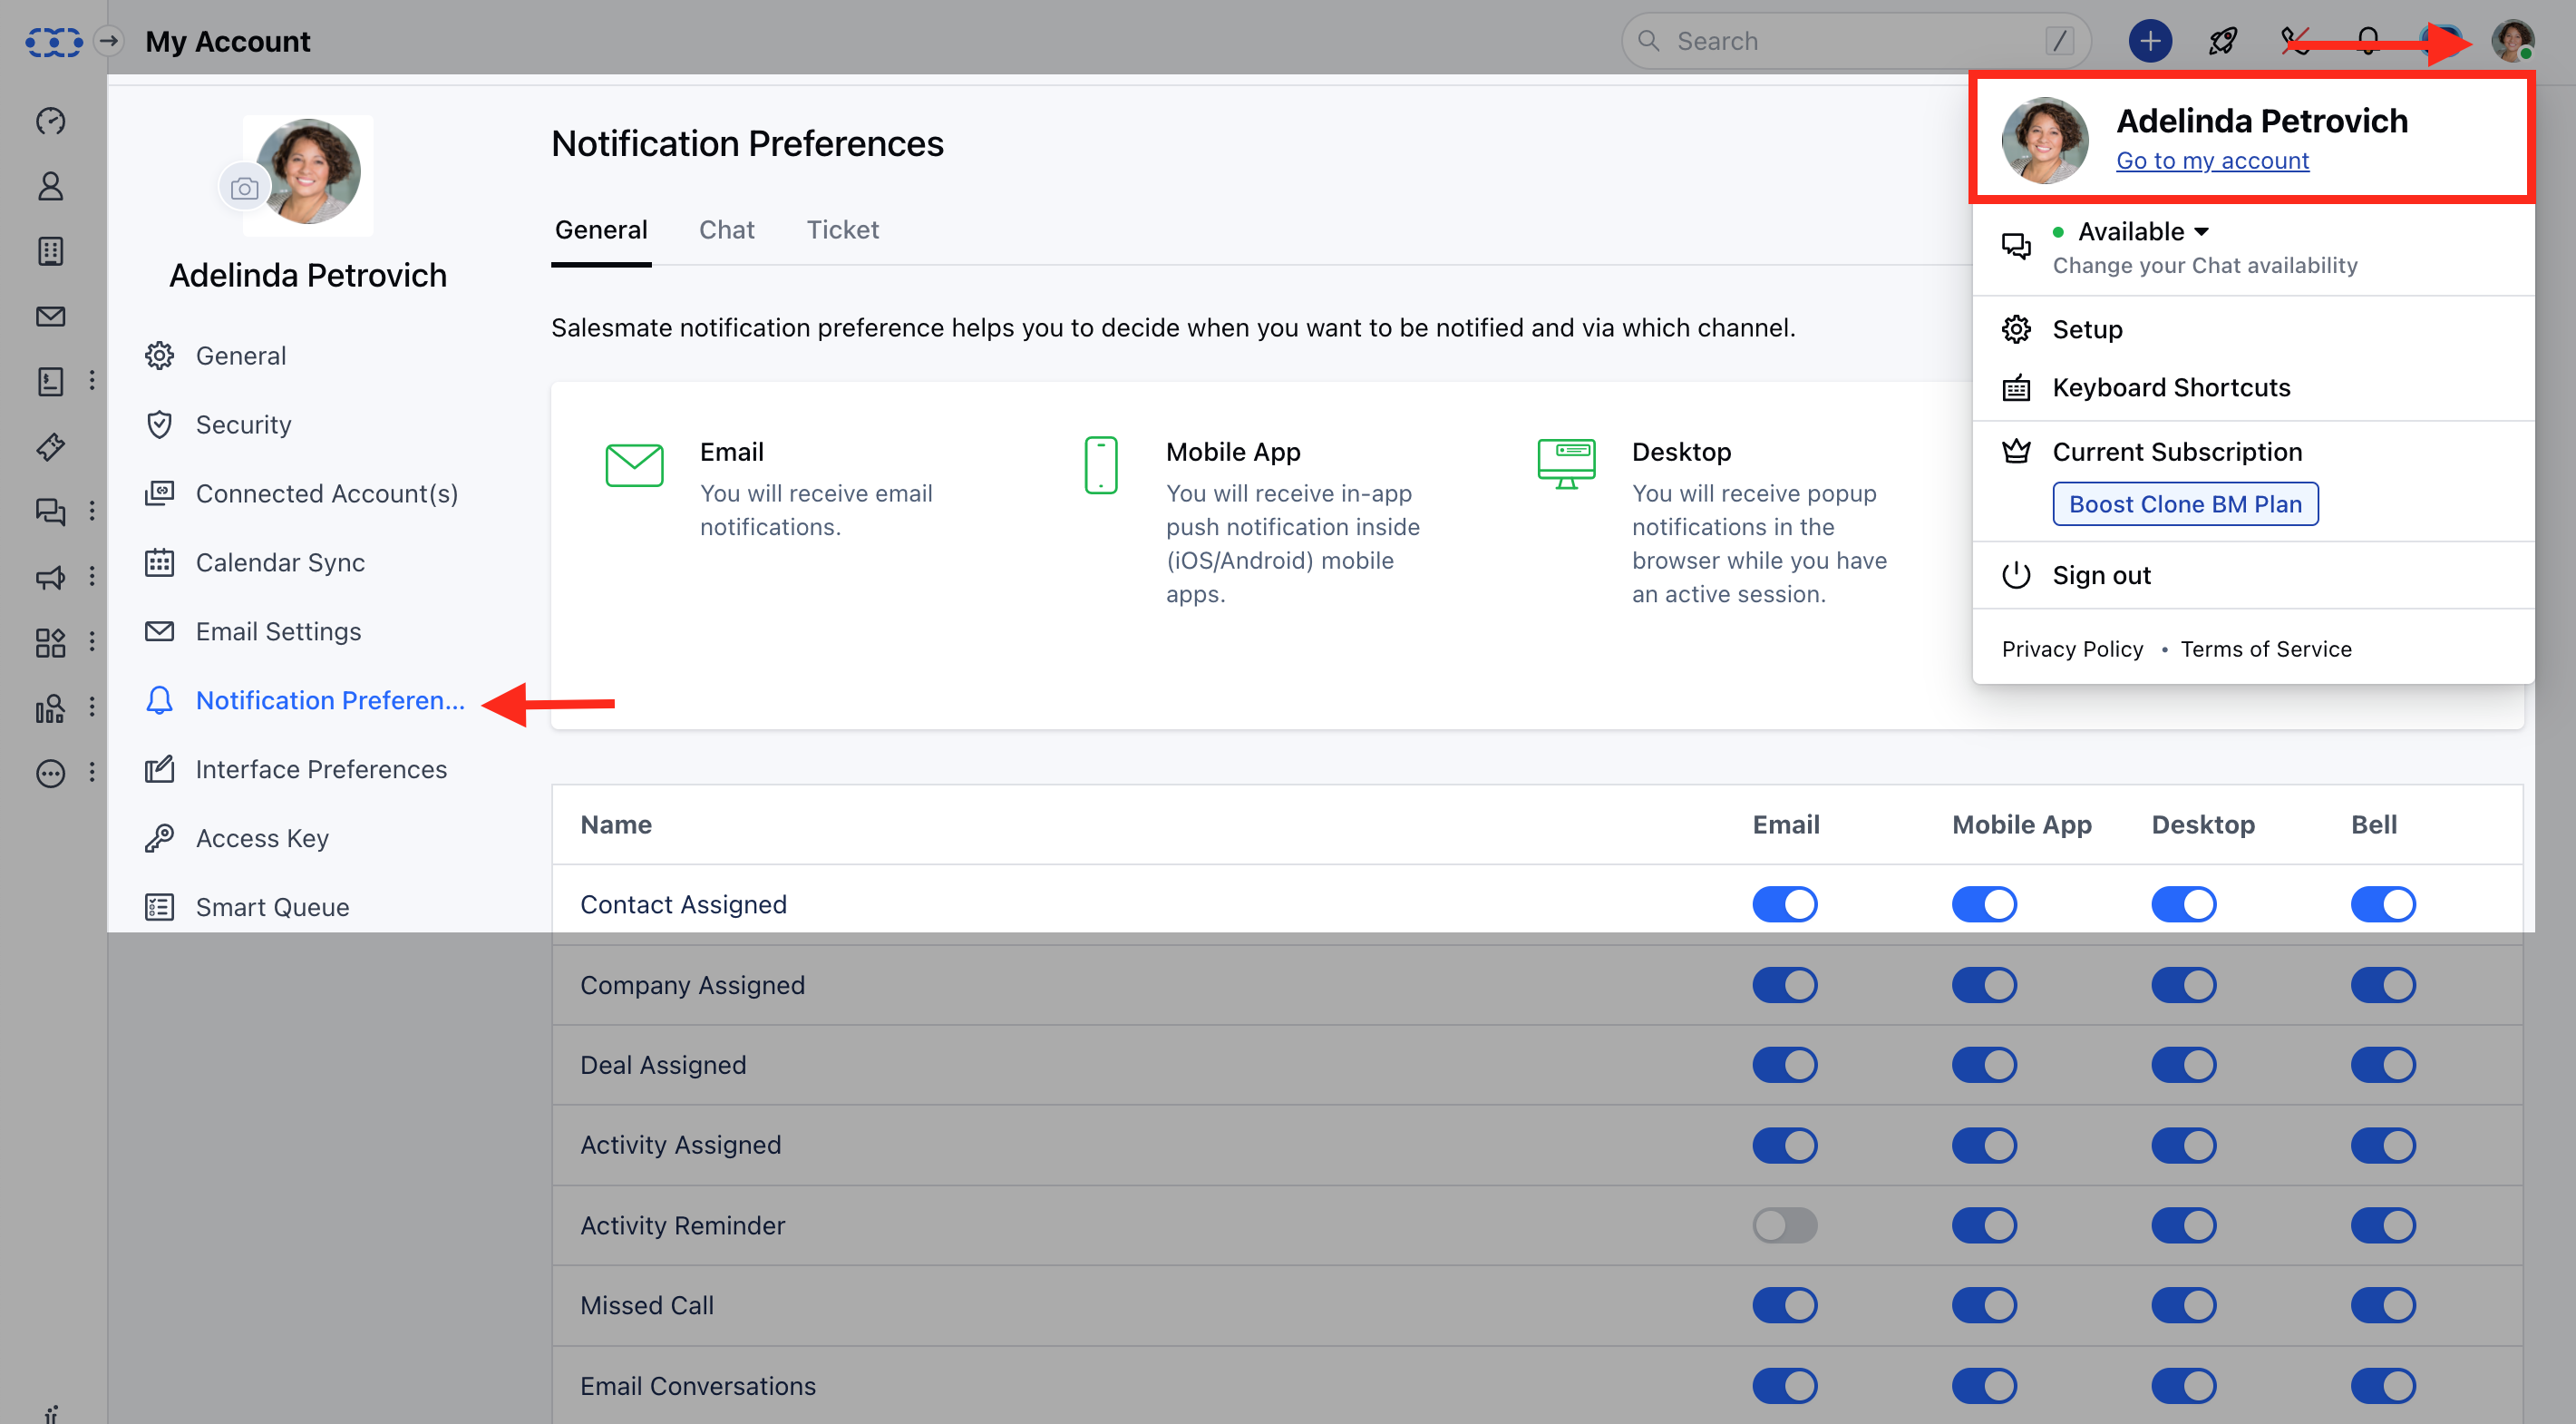 My Account
Search
/
Adelinda Petrovich
Go to my account
Available
Change your Chat availability
Setup
Keyboard Shortcuts
Current Subscription
Boost Clone BM Plan
Sign out
Privacy Policy • Terms of Service
Adelinda Petrovich
General
Security
Connected Account(s)
Calendar Sync
Email Settings
Notification Preferen...
Interface Preferences
Access Key
Smart Queue
Notification Preferences
General Chat Ticket
Salesmate notification preference helps you to decide when you want to be notified and via which channel.
Email
You will receive email
notifications.
Mobile App
You will receive in-app
push notification inside
(iOS/Android) mobile
apps.
Desktop
You will receive popup
notifications in the
browser while you have
an active session.
Name Email Mobile App Desktop Bell
Contact Assigned
Company Assigned
Deal Assigned
Activity Assigned
Activity Reminder
Missed Call
Email Conversations